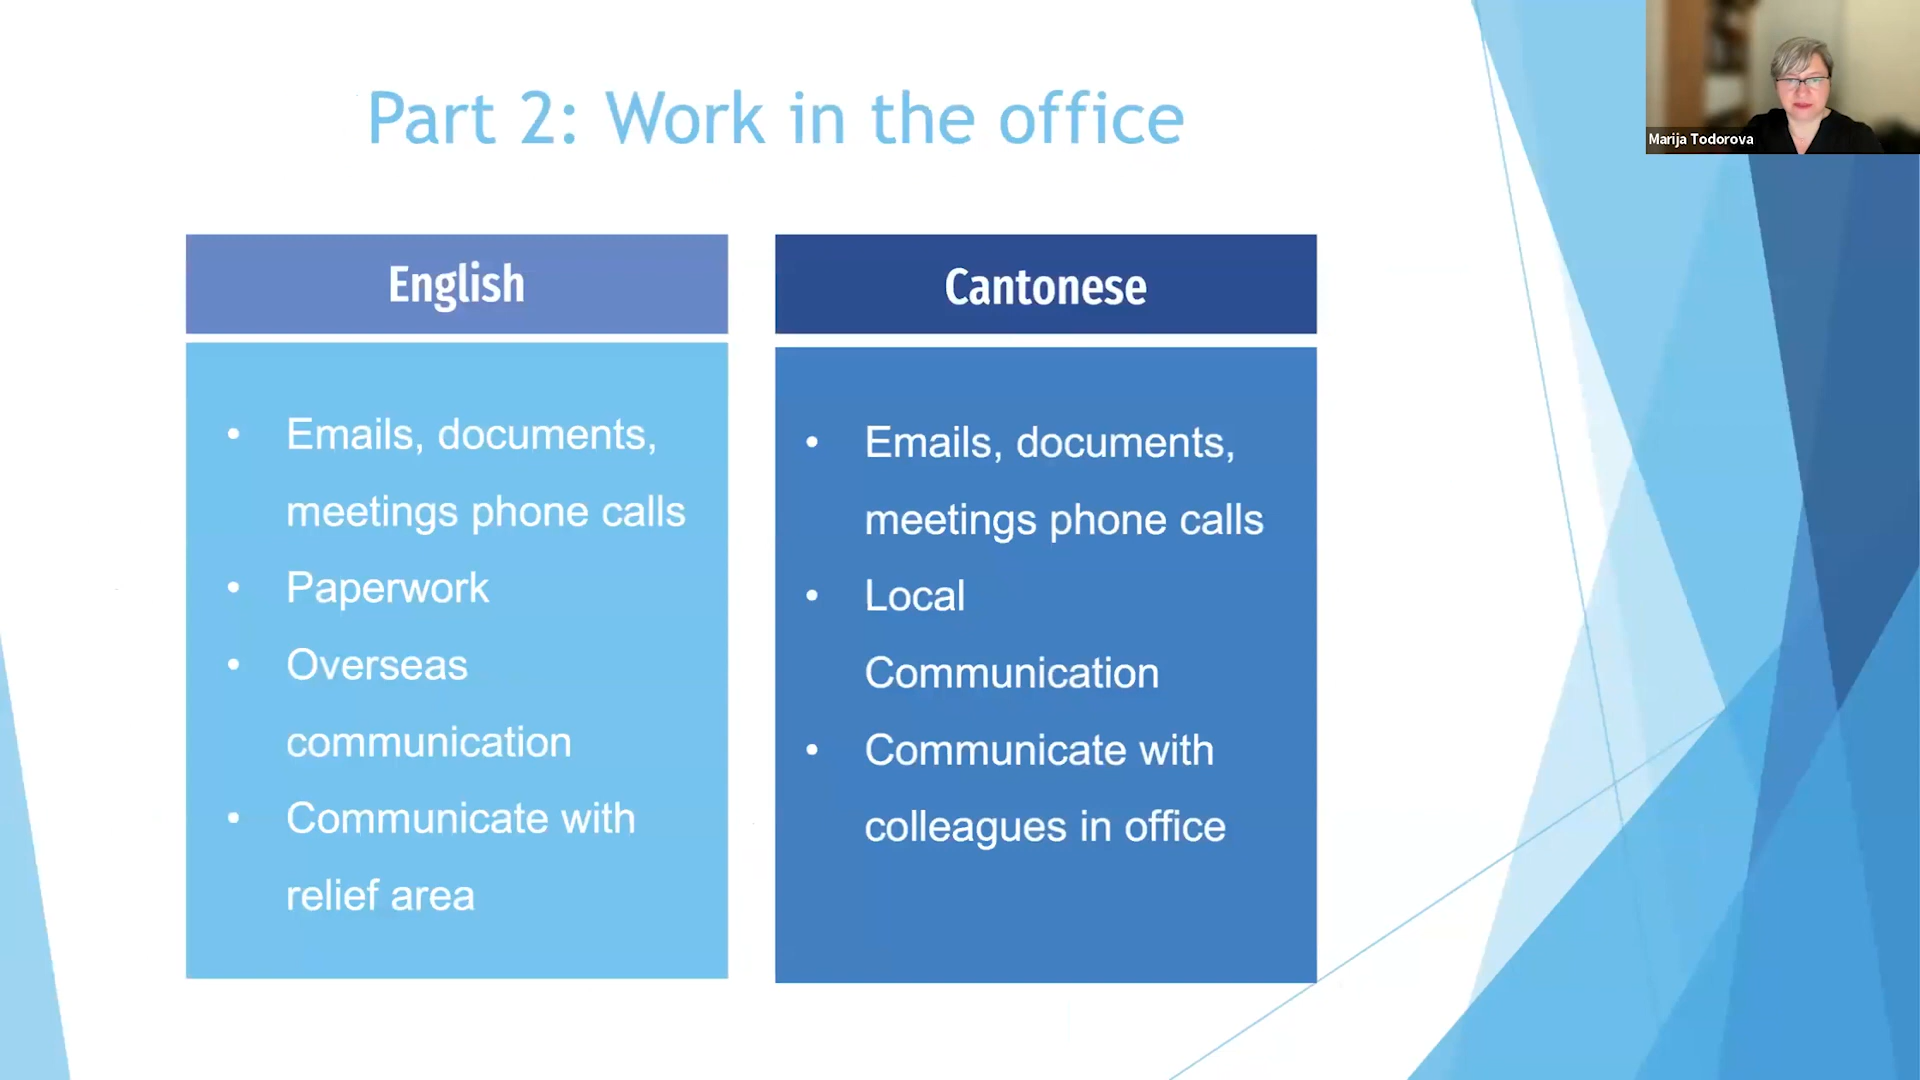 Part 2: Work in the office
Marija Todorova
English
• Emails, documents,
meetings phone calls
• Paperwork
• Overseas
communication
• Communicate with
relief area
Cantonese
• Emails, documents,
meetings phone calls
• Local
Communication
• Communicate with
colleagues in office